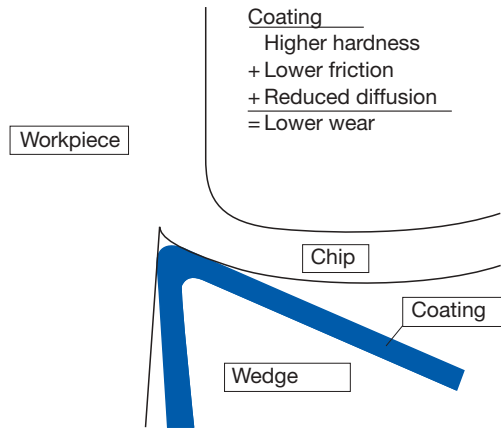 Coating
Higher hardness
+ Lower friction
+ Reduced diffusion
= Lower wear
Workpiece
Chip
Coating
Wedge